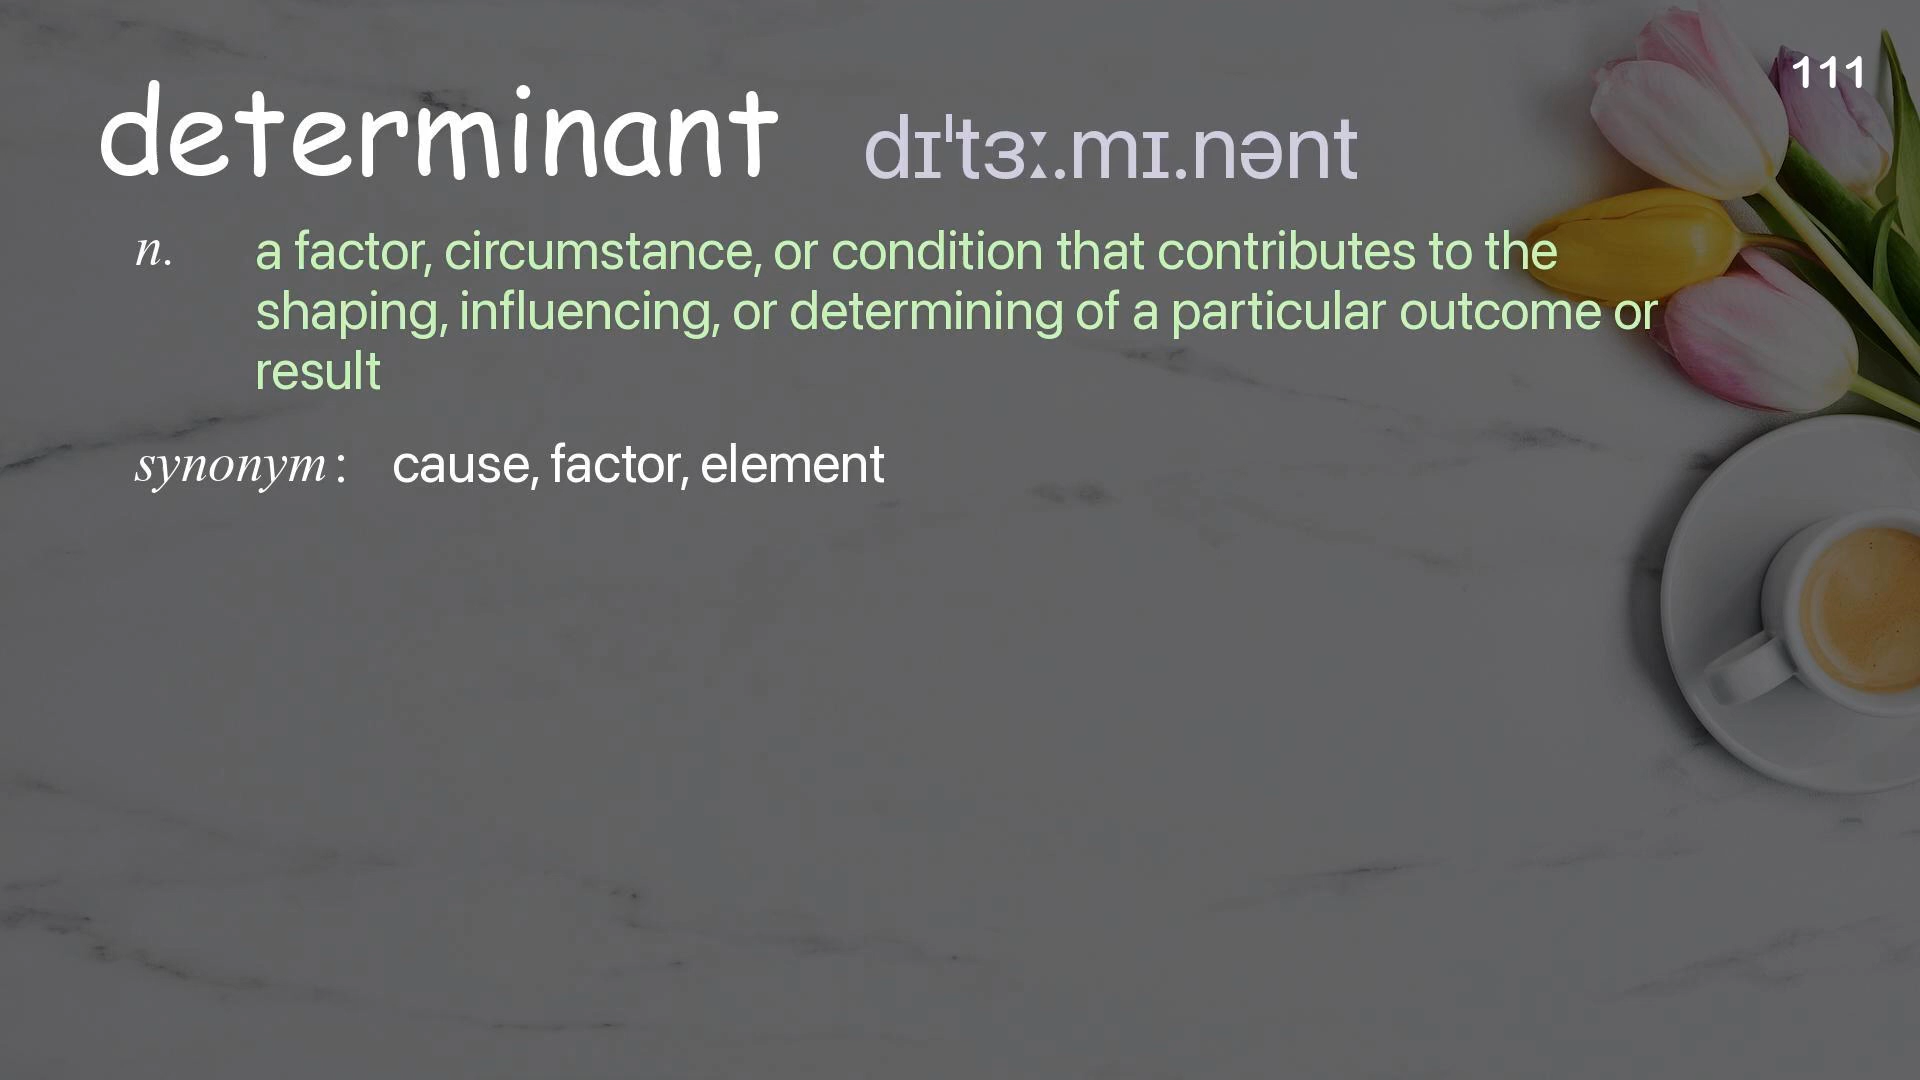 111
determinant dɪˈtɜː.mɪ.nənt
n. a factor, circumstance, or condition that contributes to the
shaping, influencing, or determining of a particular outcome or
result
synonym : cause, factor, element